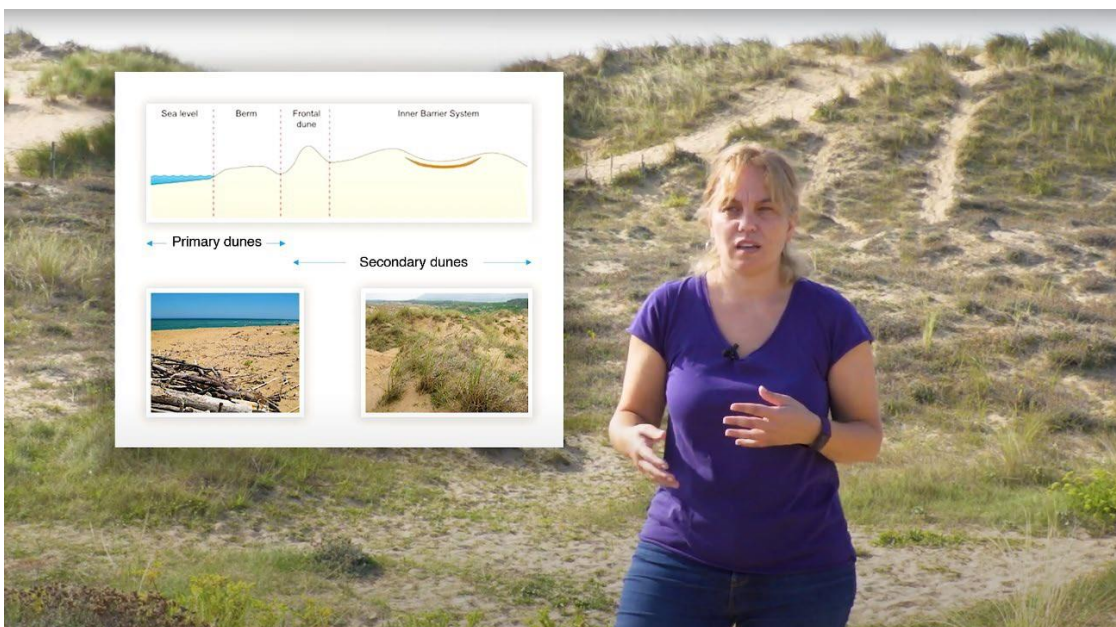 Sea level
Berm
Frontal
dune
Inner Barrier System
Primary dunes
Secondary dunes